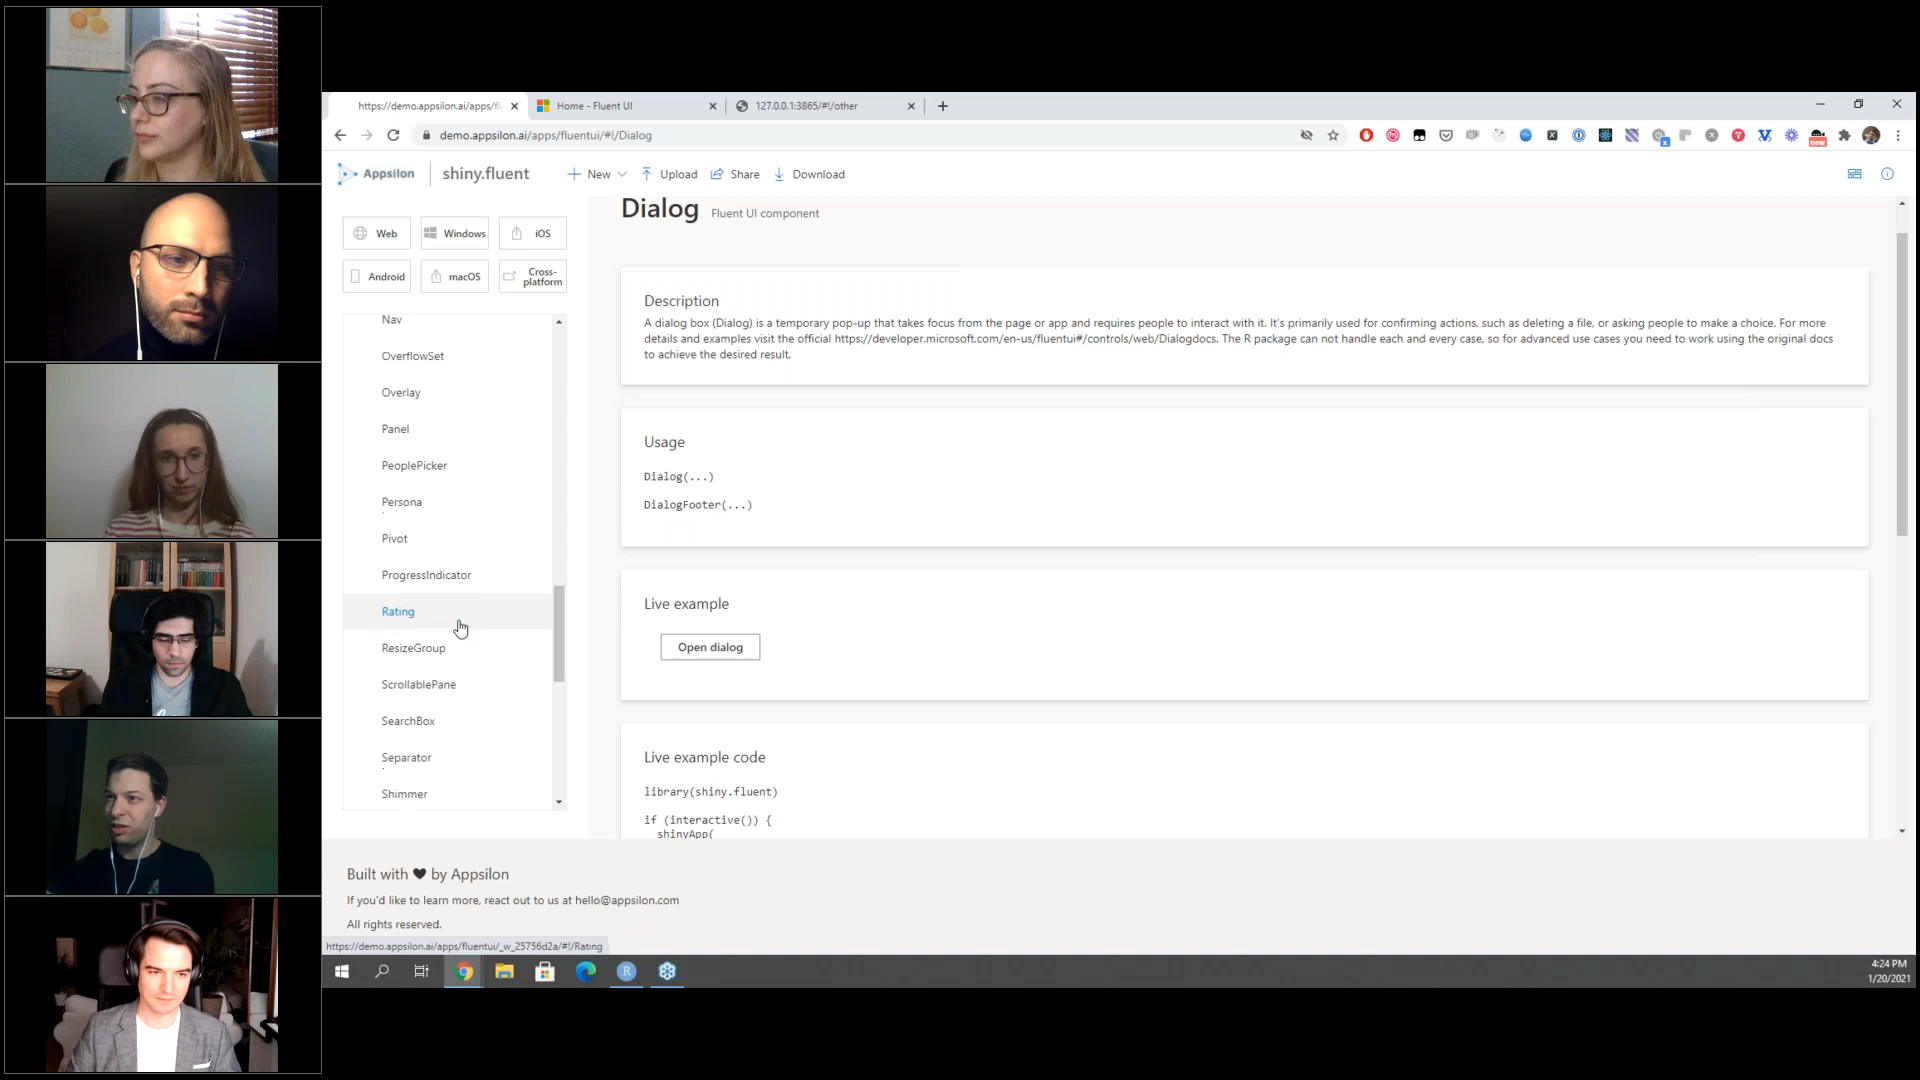 https://demo.appsilon.ai/apps/fl
Home - Fluent UI
127.0.0.1:3865/#!/other
demo.appsilon.ai/apps/fluentui/#!/Dialog
new
Appsilon
shiny.fluent
New
Upload
Share
Download
Web
Windows
iOS
Android
macOS
Cross-
platform
Nav
OverflowSet
Overlay
Panel
PeoplePicker
Persona
Pivot
ProgressIndicator
Rating
ResizeGroup
ScrollablePane
SearchBox
Separator
Shimmer
Dialog Fluent UI component
Description
A dialog box (Dialog) is a temporary pop-up that takes focus from the page or app and requires people to interact with it. It's primarily used for confirming actions, such as deleting a file, or asking people to make a choice. For more
details and examples visit the official https://developer.microsoft.com/en-us/fluentui#/controls/web/Dialogdocs. The R package can not handle each and every case, so for advanced use cases you need to work using the original docs
to achieve the desired result.
Usage
Dialog(...)
DialogFooter(...)
Live example
Open dialog
Live example code
library(shiny.fluent)
if (interactive()) {
shinyApp(
Built with ♥ by Appsilon
If you'd like to learn more, react out to us at hello@appsilon.com
All rights reserved.
https://demo.appsilon.ai/apps/fluentui/_w_25756d2a/#!/Rating
4:24 PM
1/20/2021